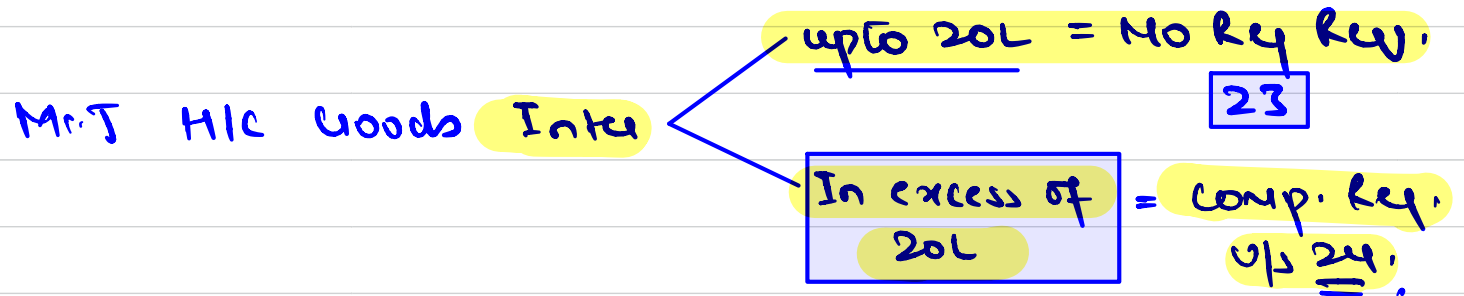 upto 20L = No Reg Req.
23
Mr.J H/C Goods Inter
In excess of = comp. Reg.
20L u/s 24.